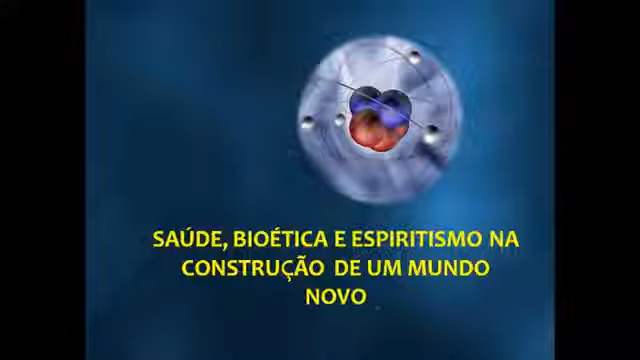 SAÚDE, BIOÉTICA E ESPIRITISMO NA
CONSTRUÇÃO DE UM MUNDO
NOVO